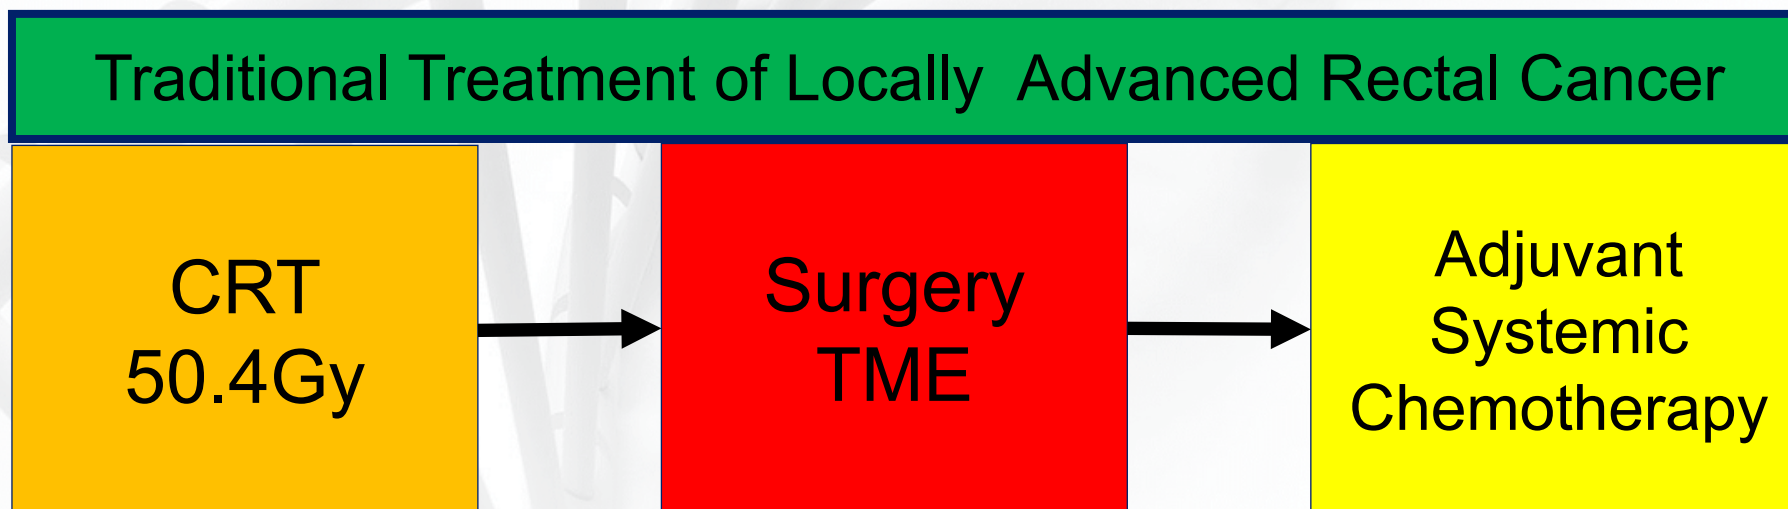 Traditional Treatment of Locally  Advanced Rectal Cancer
CRT
50.4Gy
Surgery
TME
Adjuvant
Systemic
Chemotherapy